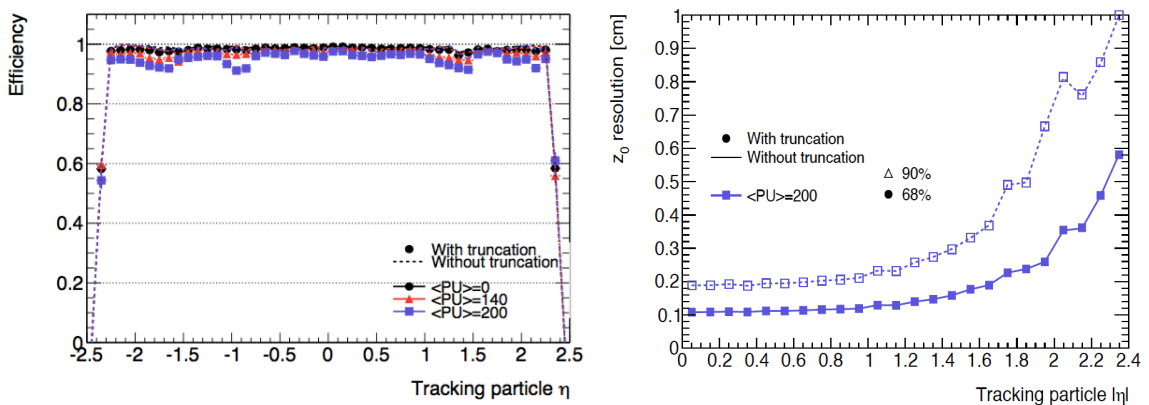 Efficiency
1
0.8
0.6
0.4
0.2
0
With truncation
Without truncation
<PU>=0
<PU>=140
<PU>=200
-2.5 -2 -1.5 -1 -0.5 0 0.5 1 1.5 2 2.5
Tracking particle η
z0 resolution [cm]
1
0.9
0.8
0.7
0.6
0.5
0.4
0.3
0.2
0.1
0
With truncation
Without truncation
90%
68%
<PU>=200
0 0.2 0.4 0.6 0.8 1 1.2 1.4 1.6 1.8 2 2.2 2.4
Tracking particle |η|